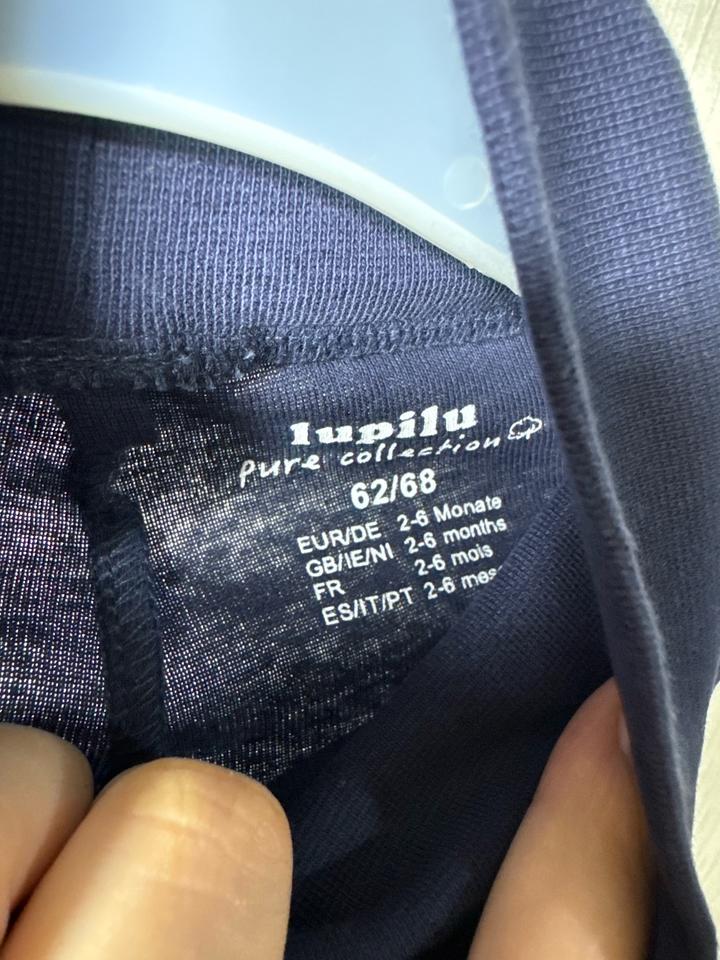 lupilu
pure collection
62/68
EUR/DE 2-6 Monate
GB/IE/NI 2-6 months
FR 2-6 mois
ES/IT/PT 2-6 mes